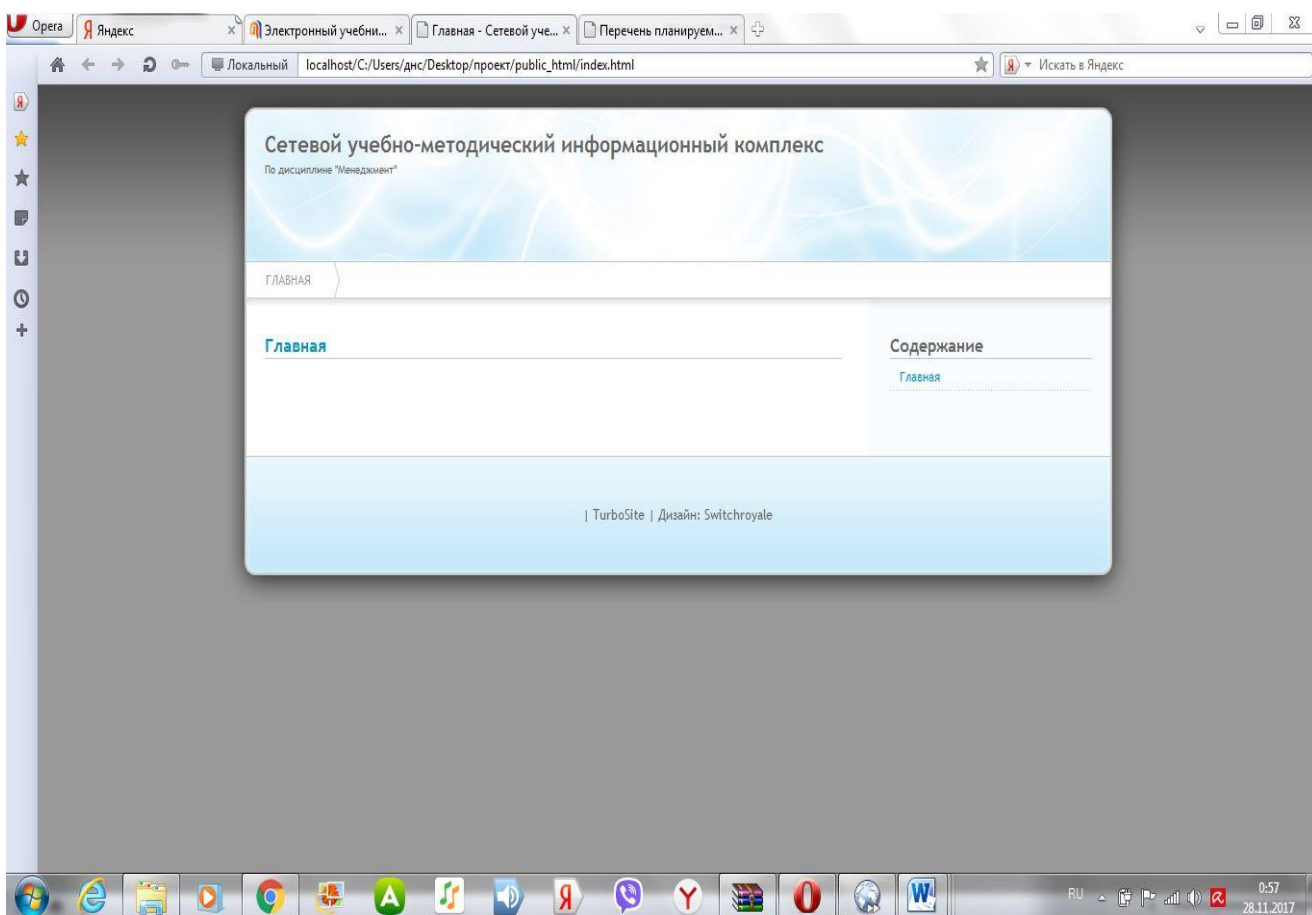 Opera
Яндекс
Электронный учебни...
Главная - Сетевой уче...
Перечень планируем...
Локальный localhost/C:/Users/днс/Desktop/проект/public_html/index.html
Искать в Яндекс
Сетевой учебно-методический информационный комплекс
По дисциплине "Менеджмент"
ГЛАВНАЯ
Главная
Содержание
Главная
| TurboSite | Дизайн: Switchroyale
RU
0:57
28.11.2017